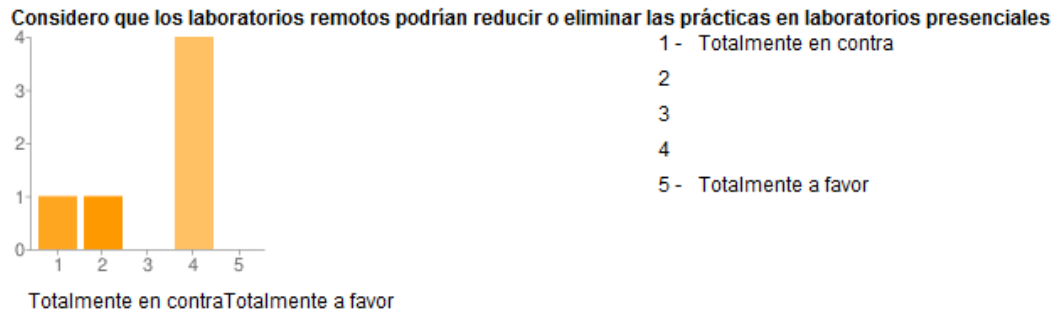 Considero que los laboratorios remotos podrían reducir o eliminar las prácticas en laboratorios presenciales
4
3
2
1
0
1 2 3 4 5
Totalmente en contraTotalmente a favor
1 - Totalmente en contra
2
3
4
5 - Totalmente a favor